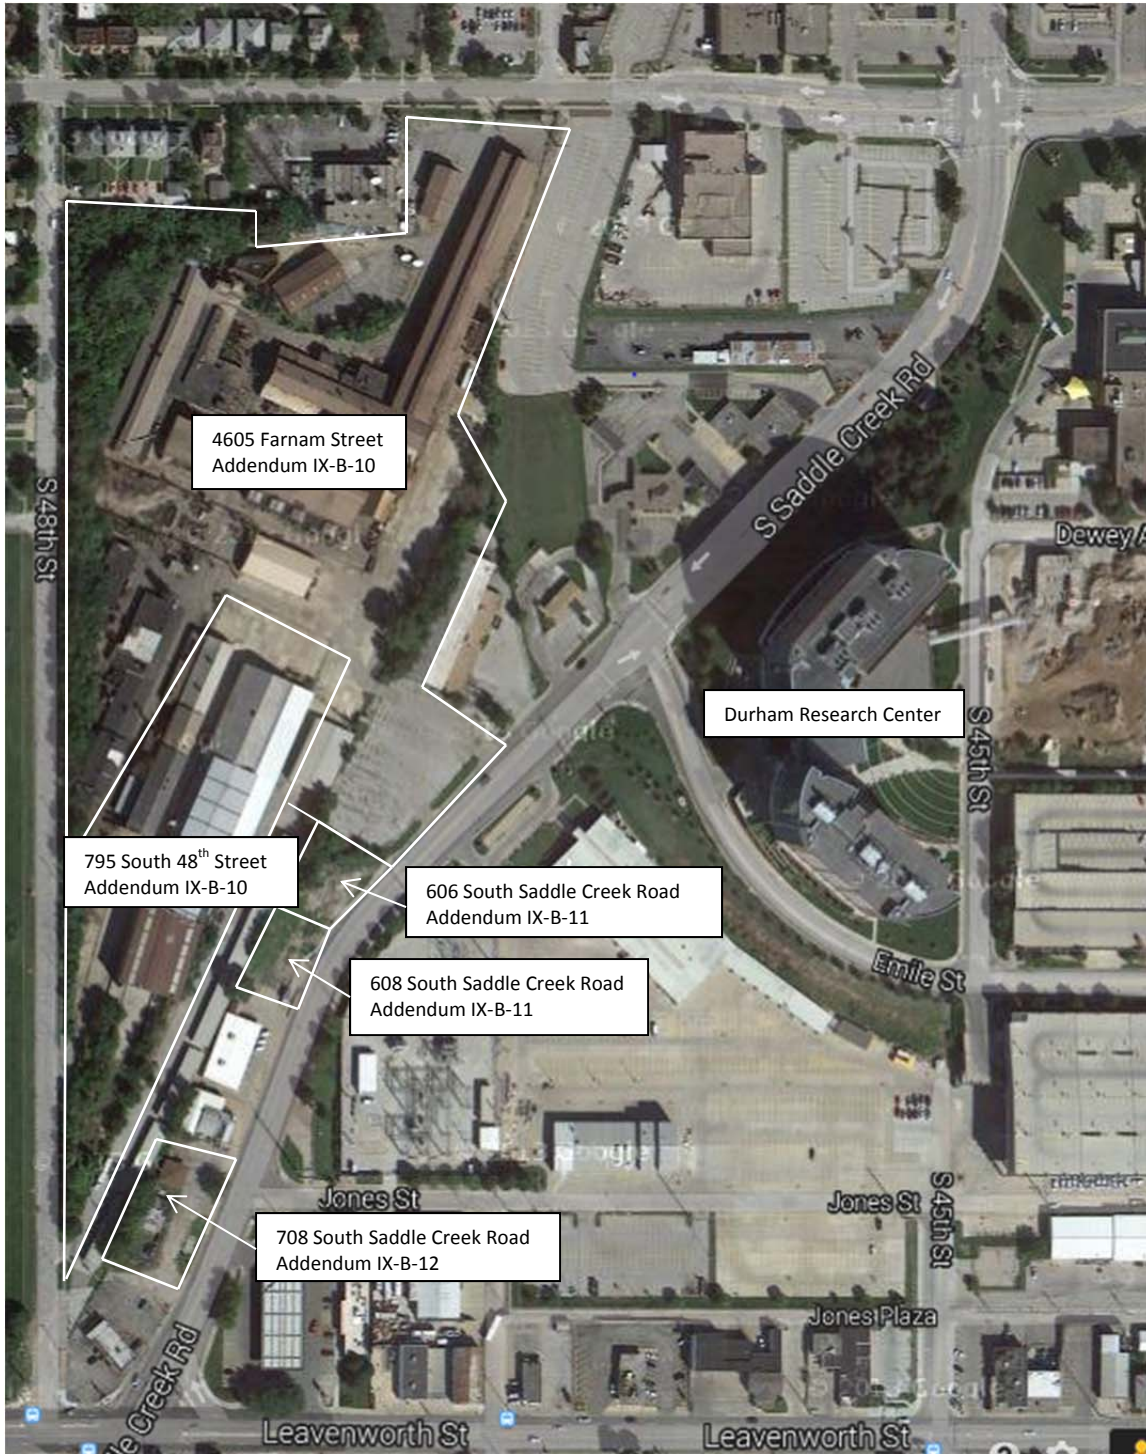 4605 Farnam Street
Addendum IX-B-10
S 48th St
S Saddle Creek Rd
Dewey A
Durham Research Center
S 45th St
795 South 48th Street
Addendum IX-B-10
606 South Saddle Creek Road
Addendum IX-B-11
Emile St
608 South Saddle Creek Road
Addendum IX-B-11
Google
Jones St
Jones St
S 45th St
708 South Saddle Creek Road
Addendum IX-B-12
Jones Plaza
le Creek Rd
Google
Leavenworth St
Leavenworth St